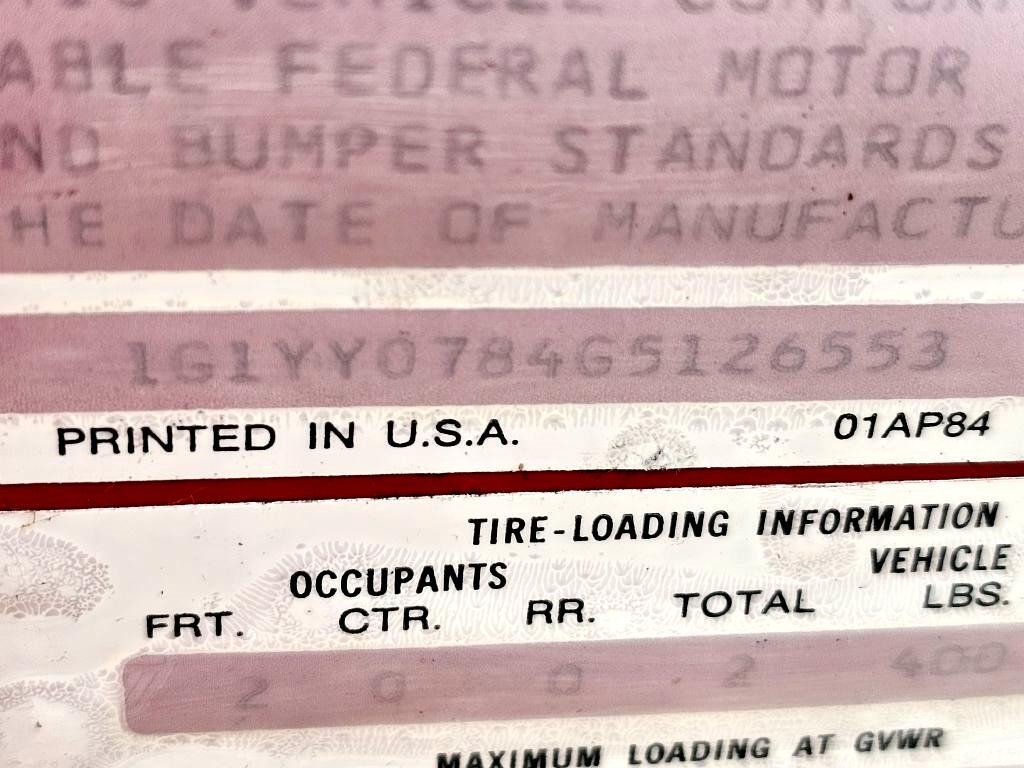 VEHICLE
ABLE FEDERAL MOTOR
ND BUMPER STANDARDS
HE DATE OF MANUFACTU
1G1YY0784G5126553
PRINTED IN U.S.A. 01AP84
TIRE-LOADING INFORMATION
OCCUPANTS VEHICLE
FRT. CTR. RR. TOTAL LBS.
2 0 0 2 400
MAXIMUM LOADING AT GVWR